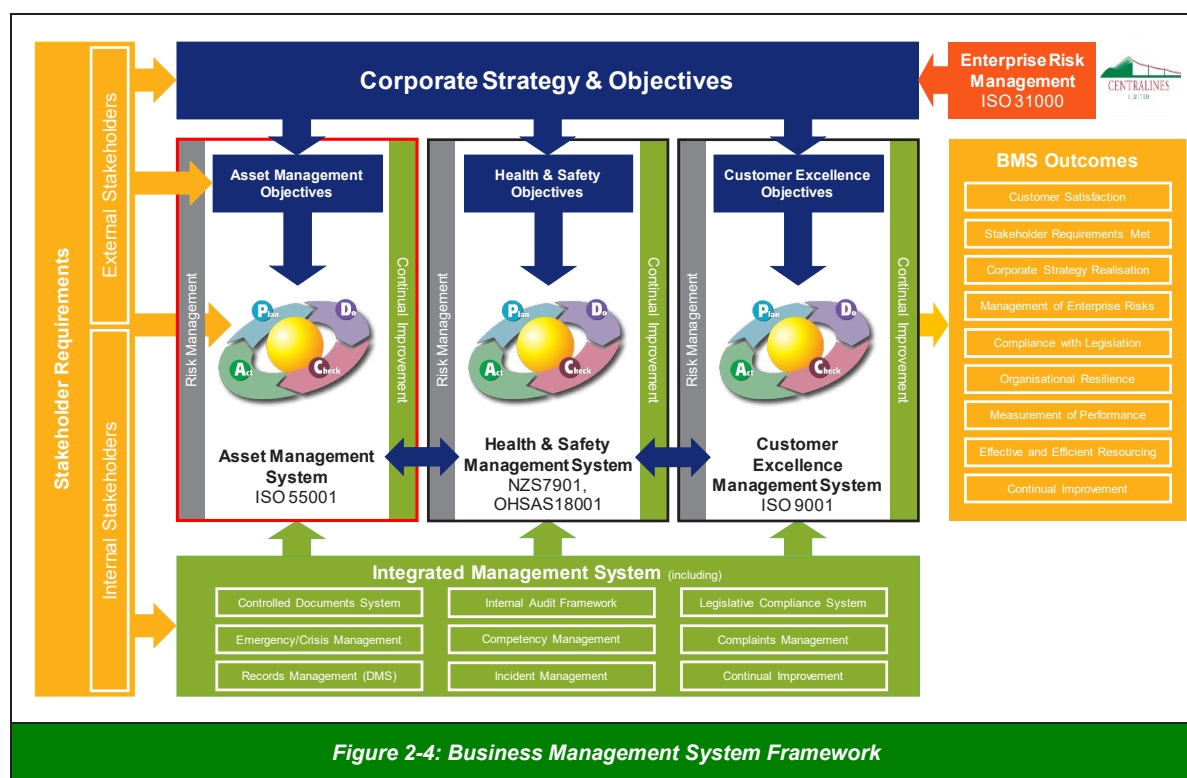 Stakeholder Requirements
External Stakeholders
Internal Stakeholders
Corporate Strategy & Objectives
Enterprise Risk
Management
ISO 31000
CENTRALINES
LIMITED
Risk Management
Asset Management
Objectives
Plan
Do
Check
Act
Continual Improvement
Asset Management
System
ISO 55001
Risk Management
Health & Safety
Objectives
Plan
Do
Check
Act
Continual Improvement
Health & Safety
Management System
NZS7901,
OHSAS18001
Risk Management
Customer Excellence
Objectives
Plan
Do
Check
Act
Continual Improvement
Customer
Excellence
Management System
ISO 9001
BMS Outcomes
Customer Satisfaction
Stakeholder Requirements Met
Corporate Strategy Realisation
Management of Enterprise Risks
Compliance with Legislation
Organisational Resilience
Measurement of Performance
Effective and Efficient Resourcing
Continual Improvement
Integrated Management System (including)
Controlled Documents System
Internal Audit Framework
Legislative Compliance System
Emergency/Crisis Management
Competency Management
Complaints Management
Records Management (DMS)
Incident Management
Continual Improvement
Figure 2-4: Business Management System Framework